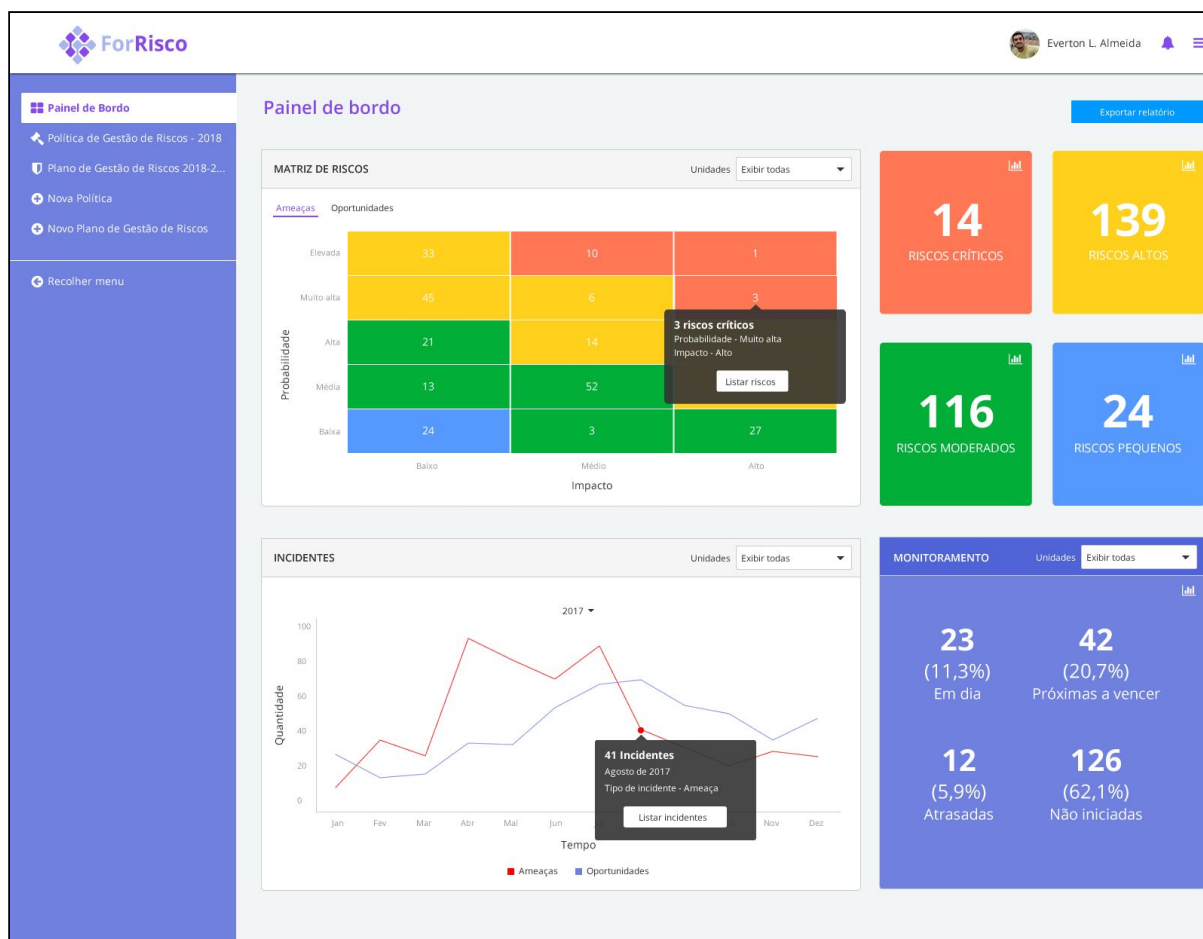 ForRisco
Everton L. Almeida
Painel de Bordo
Política de Gestão de Riscos - 2018
Plano de Gestão de Riscos 2018-2...
Nova Política
Novo Plano de Gestão de Riscos
Recolher menu
Painel de bordo
Exportar relatório
MATRIZ DE RISCOS
Unidades Exibir todas
Ameaças Oportunidades
Probabilidade
Elevada 33 10 1
Muito alta 45 6 3
Alta 21 14
Média 13 52
Baixa 24 3 27
Baixo Médio Alto
Impacto
3 riscos críticos
Probabilidade - Muito alta
Impacto - Alto
Listar riscos
14
RISCOS CRÍTICOS
139
RISCOS ALTOS
116
RISCOS MODERADOS
24
RISCOS PEQUENOS
INCIDENTES
Unidades Exibir todas
2017
Quantidade
100
80
60
40
20
0
Jan Fev Mar Abr Mai Jun Nov Dez
Tempo
Ameaças Oportunidades
41 Incidentes
Agosto de 2017
Tipo de incidente - Ameaça
Listar incidentes
MONITORAMENTO
Unidades Exibir todas
23
(11,3%)
Em dia
42
(20,7%)
Próximas a vencer
12
(5,9%)
Atrasadas
126
(62,1%)
Não iniciadas